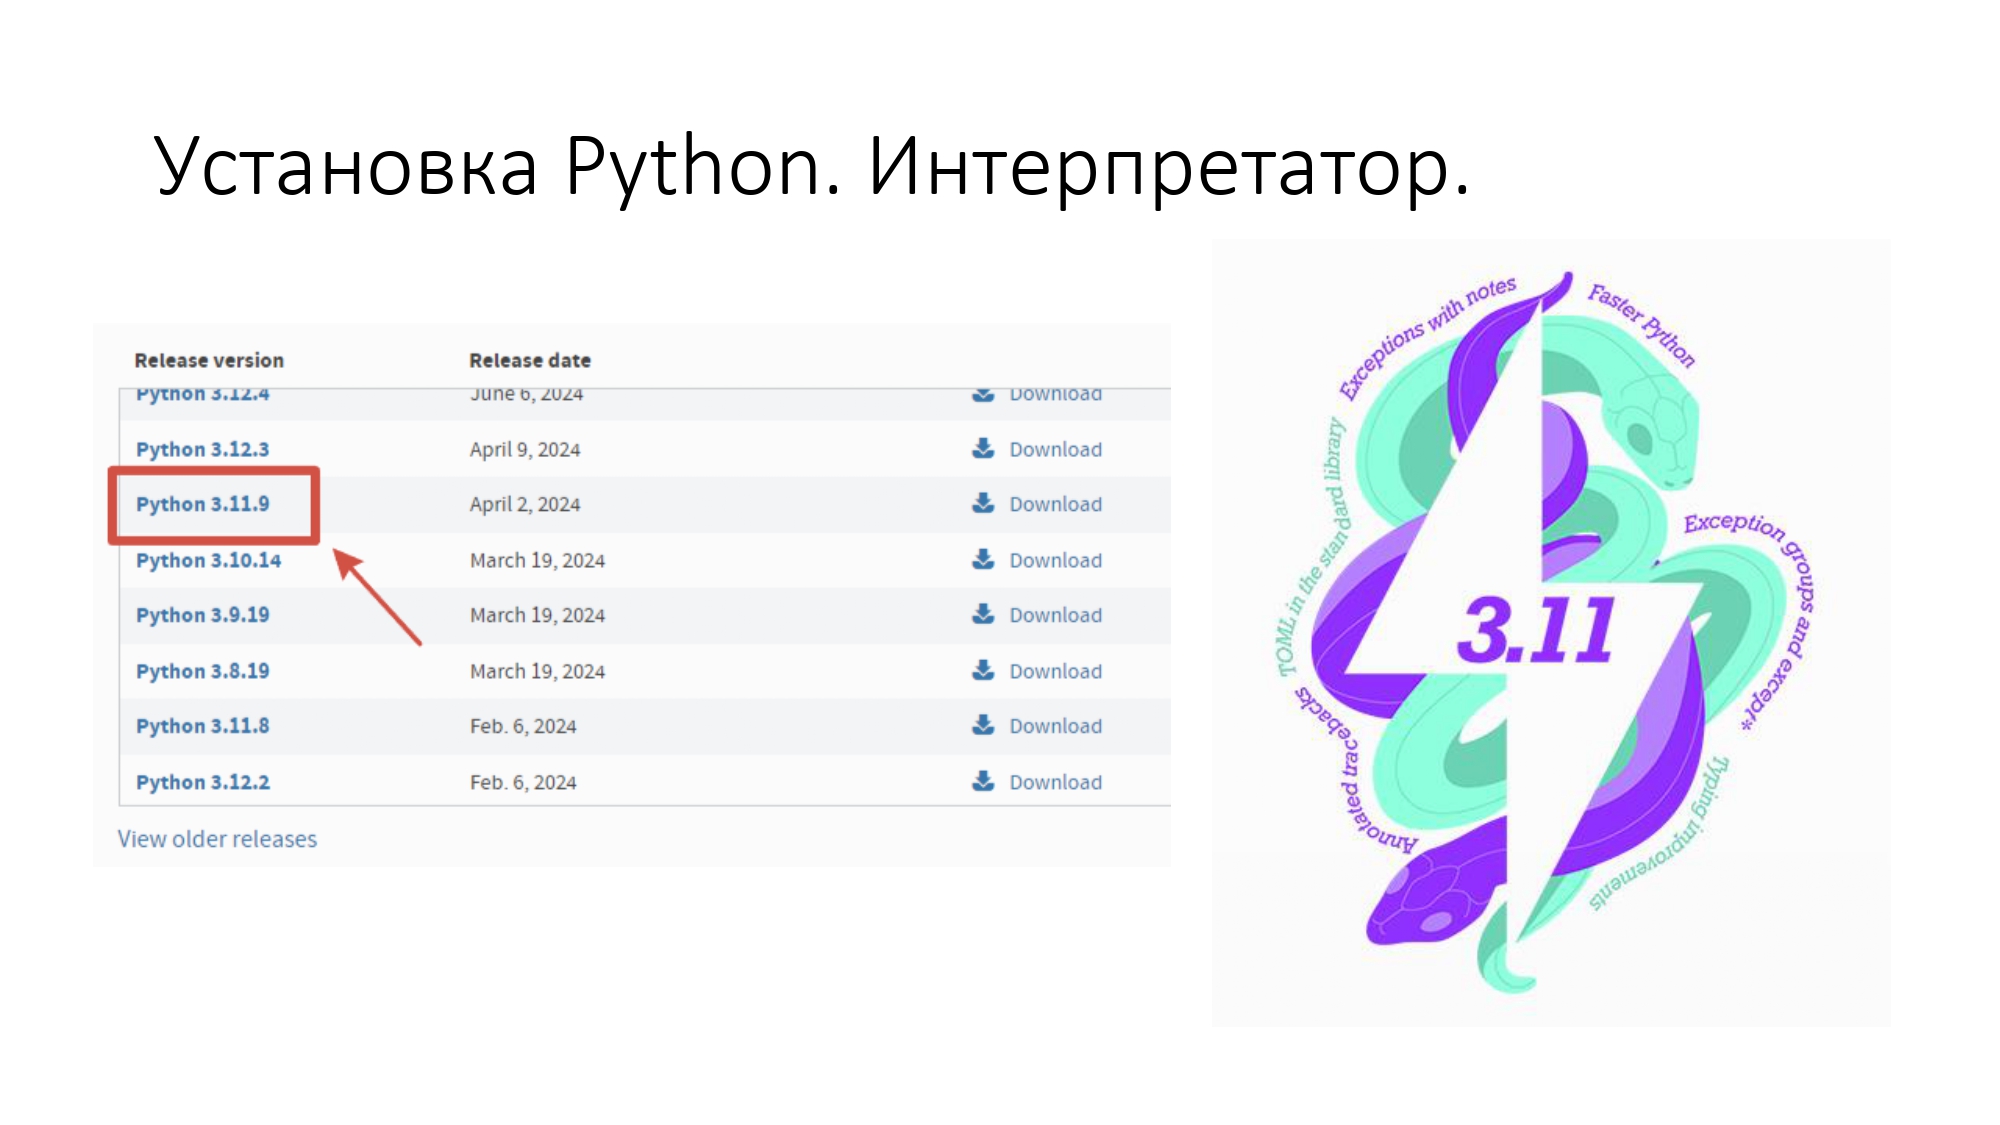 Установка Python. Интерпретатор.
Release version Release date
Python 3.12.4 June 6, 2024 Download
Python 3.12.3 April 9, 2024 Download
Python 3.11.9 April 2, 2024 Download
Python 3.10.14 March 19, 2024 Download
Python 3.9.19 March 19, 2024 Download
Python 3.8.19 March 19, 2024 Download
Python 3.11.8 Feb. 6, 2024 Download
Python 3.12.2 Feb. 6, 2024 Download
View older releases
Exceptions with notes
Faster Python
TOML in the standard library
Exception groups and except*
3.11
Annotated tracebacks
Typing improvements